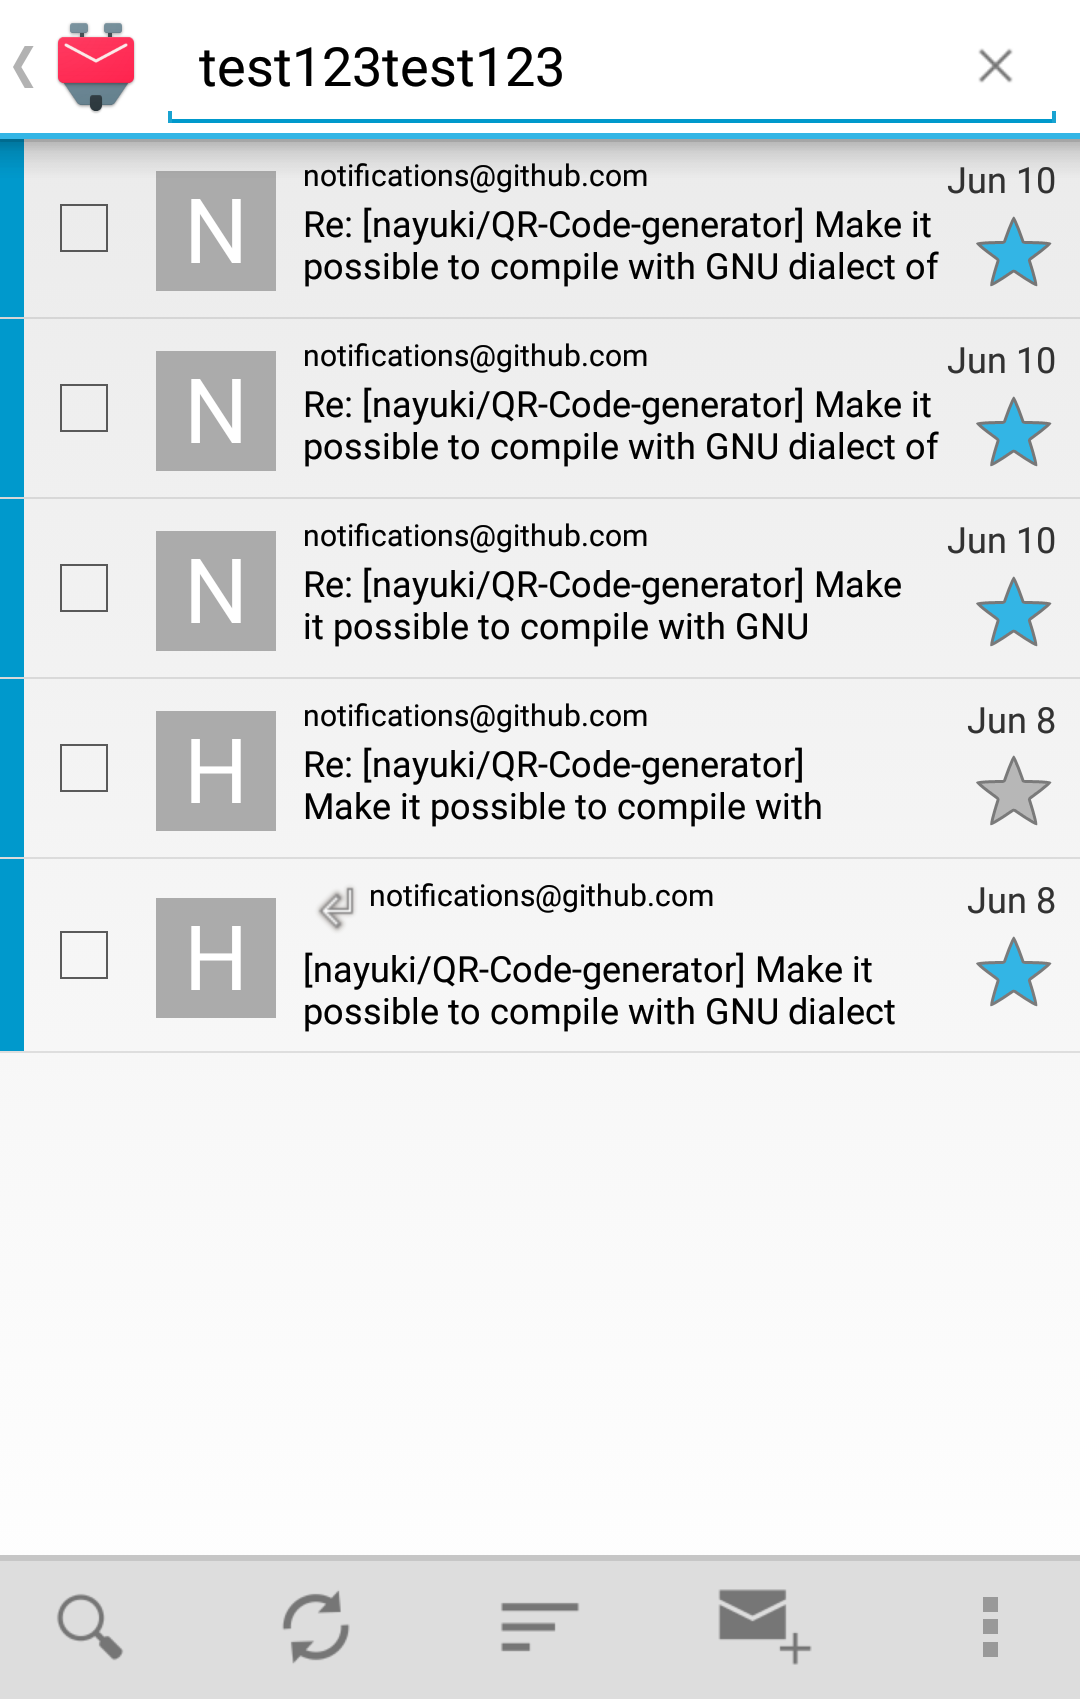 test123test123
notifications@github.com
Jun 10
N
Re: [nayuki/QR-Code-generator] Make it
possible to compile with GNU dialect of
notifications@github.com
Jun 10
N
Re: [nayuki/QR-Code-generator] Make it
possible to compile with GNU dialect of
notifications@github.com
Jun 10
N
Re: [nayuki/QR-Code-generator] Make
it possible to compile with GNU
notifications@github.com
Jun 8
H
Re: [nayuki/QR-Code-generator]
Make it possible to compile with
notifications@github.com
Jun 8
H
[nayuki/QR-Code-generator] Make it
possible to compile with GNU dialect